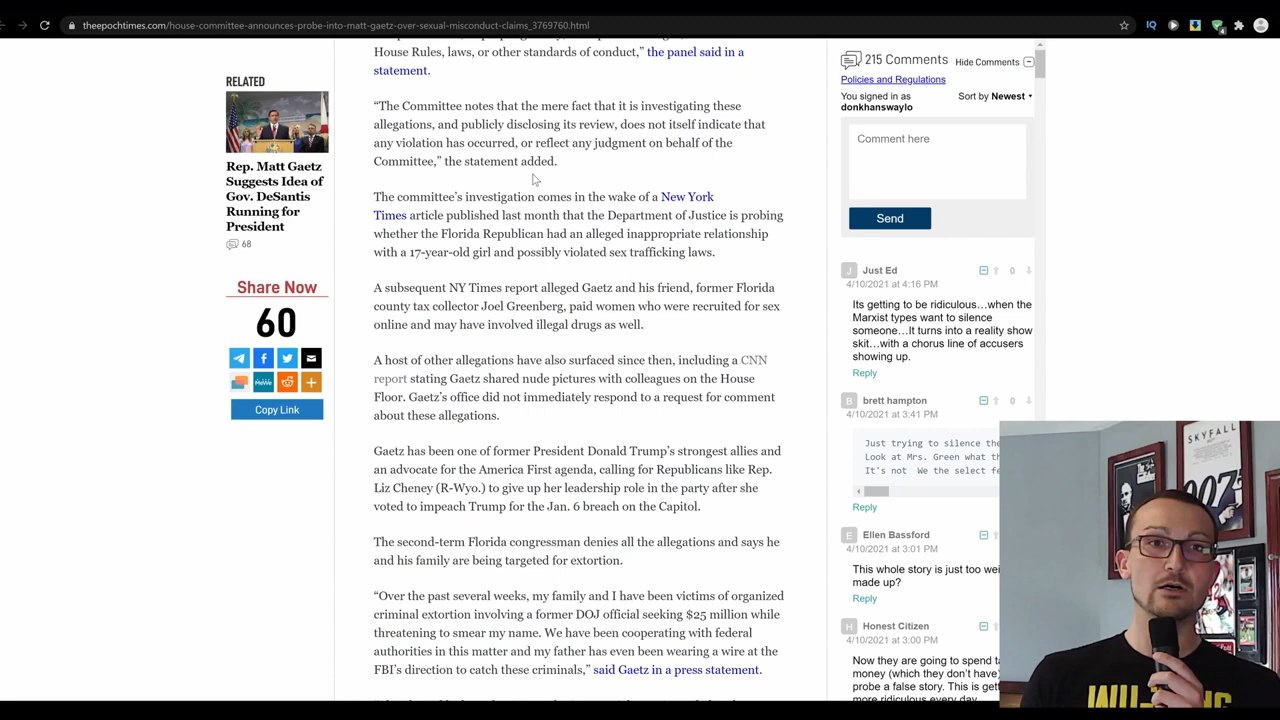 theepochtimes.com/house-committee-announces-probe-into-matt-gaetz-over-sexual-misconduct-claims_3769760.html
House Rules, laws, or other standards of conduct,” the panel said in a
statement.
“The Committee notes that the mere fact that it is investigating these
allegations, and publicly disclosing its review, does not itself indicate that
any violation has occurred, or reflect any judgment on behalf of the
Committee,” the statement added.
The committee’s investigation comes in the wake of a New York
Times article published last month that the Department of Justice is probing
whether the Florida Republican had an alleged inappropriate relationship
with a 17-year-old girl and possibly violated sex trafficking laws.
A subsequent NY Times report alleged Gaetz and his friend, former Florida
county tax collector Joel Greenberg, paid women who were recruited for sex
online and may have involved illegal drugs as well.
A host of other allegations have also surfaced since then, including a CNN
report stating Gaetz shared nude pictures with colleagues on the House
Floor. Gaetz’s office did not immediately respond to a request for comment
about these allegations.
Gaetz has been one of former President Donald Trump’s strongest allies and
an advocate for the America First agenda, calling for Republicans like Rep.
Liz Cheney (R-Wyo.) to give up her leadership role in the party after she
voted to impeach Trump for the Jan. 6 breach on the Capitol.
The second-term Florida congressman denies all the allegations and says he
and his family are being targeted for extortion.
“Over the past several weeks, my family and I have been victims of organized
criminal extortion involving a former DOJ official seeking $25 million while
threatening to smear my name. We have been cooperating with federal
authorities in this matter and my father has even been wearing a wire at the
FBI’s direction to catch these criminals,” said Gaetz in a press statement.
RELATED
Rep. Matt Gaetz
Suggests Idea of
Gov. DeSantis
Running for
President
68
Share Now
60
MeWe
Copy Link
215 Comments
Hide Comments
Policies and Regulations
You signed in as
donkhanswaylo
Sort by Newest
Comment here
Send
J
Just Ed
0
4/10/2021 at 4:16 PM
Its getting to be ridiculous...when the
Marxist types want to silence
someone...It turns into a reality show
skit...with a chorus line of accusers
showing up.
Reply
B
brett hampton
0
4/10/2021 at 3:41 PM
Just trying to silence the
Look at Mrs. Green what th
It's not We the select fe
Reply
E
Ellen Bassford
4/10/2021 at 3:01 PM
This whole story is just too wei
made up?
Reply
H
Honest Citizen
4/10/2021 at 3:00 PM
Now they are going to spend ta
money (which they don't have)
probe a false story. This is gett
more ridiculous every day
IQ
4
SKYFALL
007